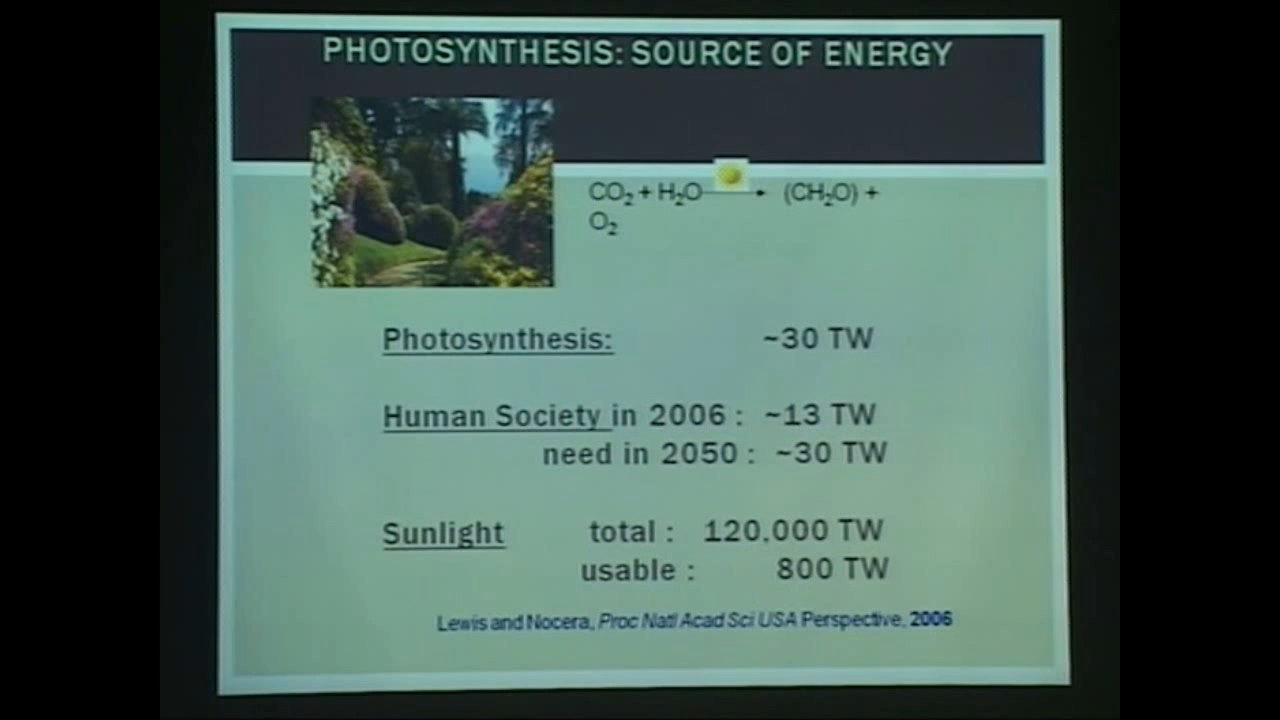 PHOTOSYNTHESIS: SOURCE OF ENERGY
CO₂ + H₂O → (CH₂O) +
O₂
Photosynthesis: ~30 TW
Human Society in 2006 : ~13 TW
need in 2050 : ~30 TW
Sunlight total : 120,000 TW
usable : 800 TW
Lewis and Nocera, Proc Natl Acad Sci USA Perspective, 2006